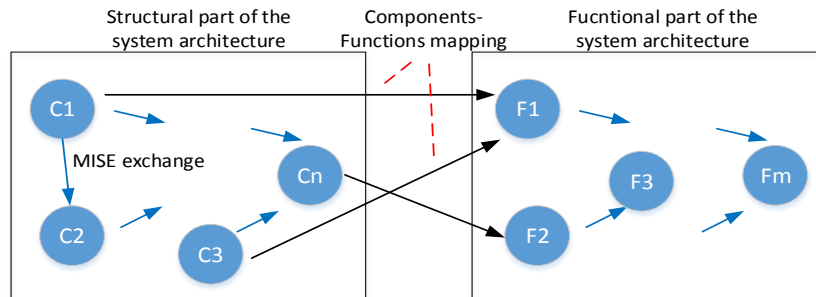 Structural part of the
system architecture
Components-
Functions mapping
Fucntional part of the
system architecture
C1
F1
MISE exchange
Cn
F3
Fm
C2
C3
F2